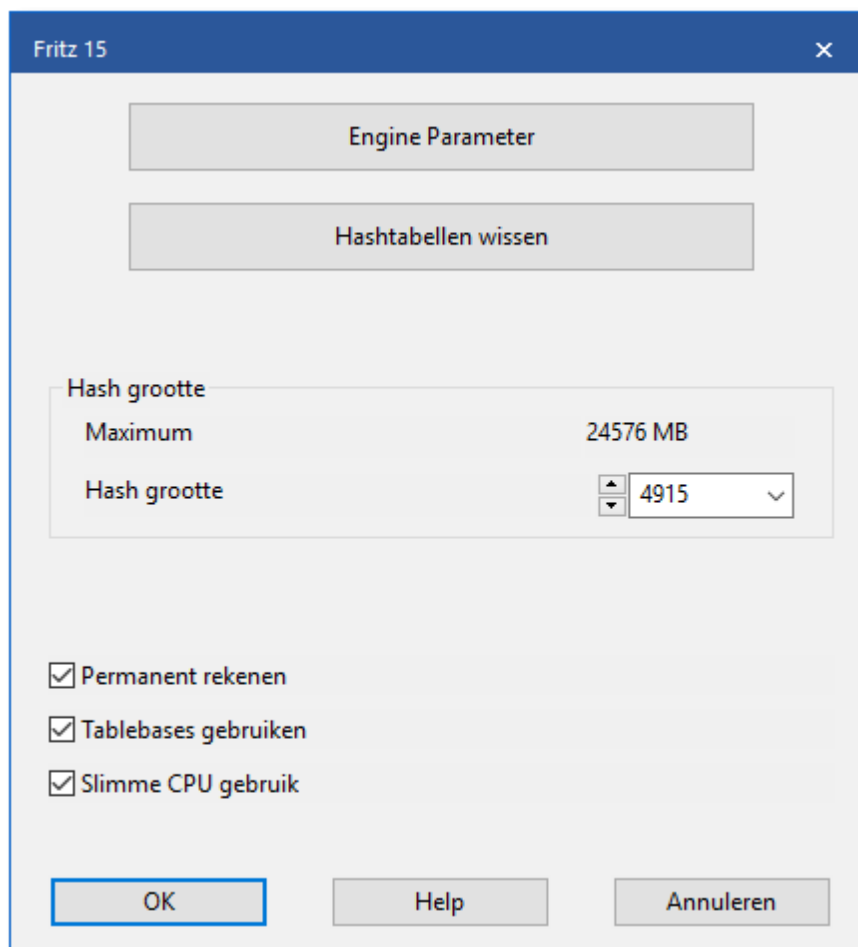 Fritz 15
Engine Parameter
Hashtabellen wissen
Hash grootte
Maximum 24576 MB
Hash grootte 4915
Permanent rekenen
Tablebases gebruiken
Slimme CPU gebruik
OK Help Annuleren